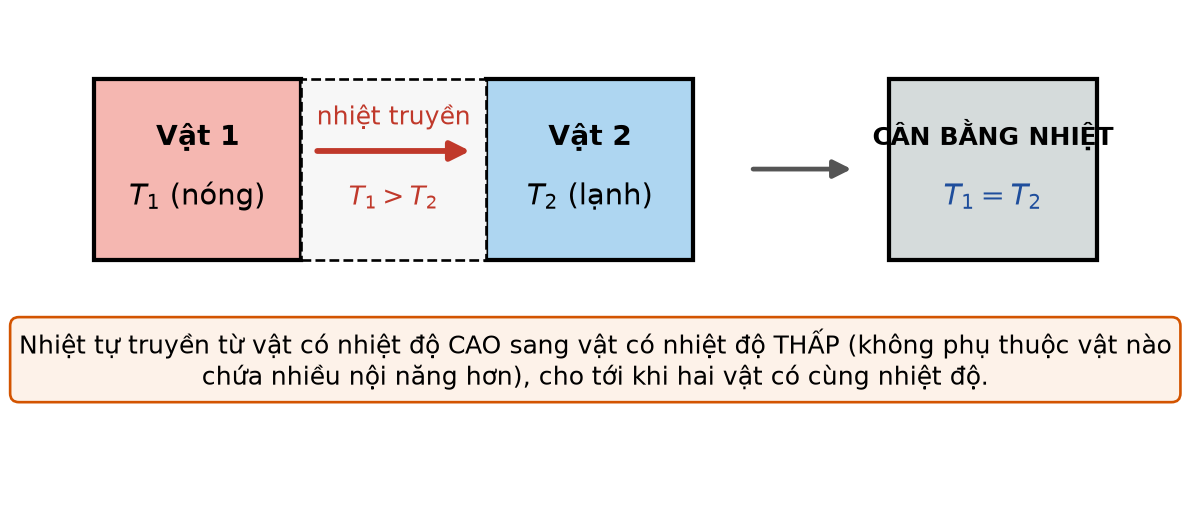 Vật 1
T₁ (nóng)
nhiệt truyền
T₁ > T₂
Vật 2
T₂ (lạnh)
CÂN BẰNG NHIỆT
T₁ = T₂
Nhiệt tự truyền từ vật có nhiệt độ CAO sang vật có nhiệt độ THẤP (không phụ thuộc vật nào
chứa nhiều nội năng hơn), cho tới khi hai vật có cùng nhiệt độ.